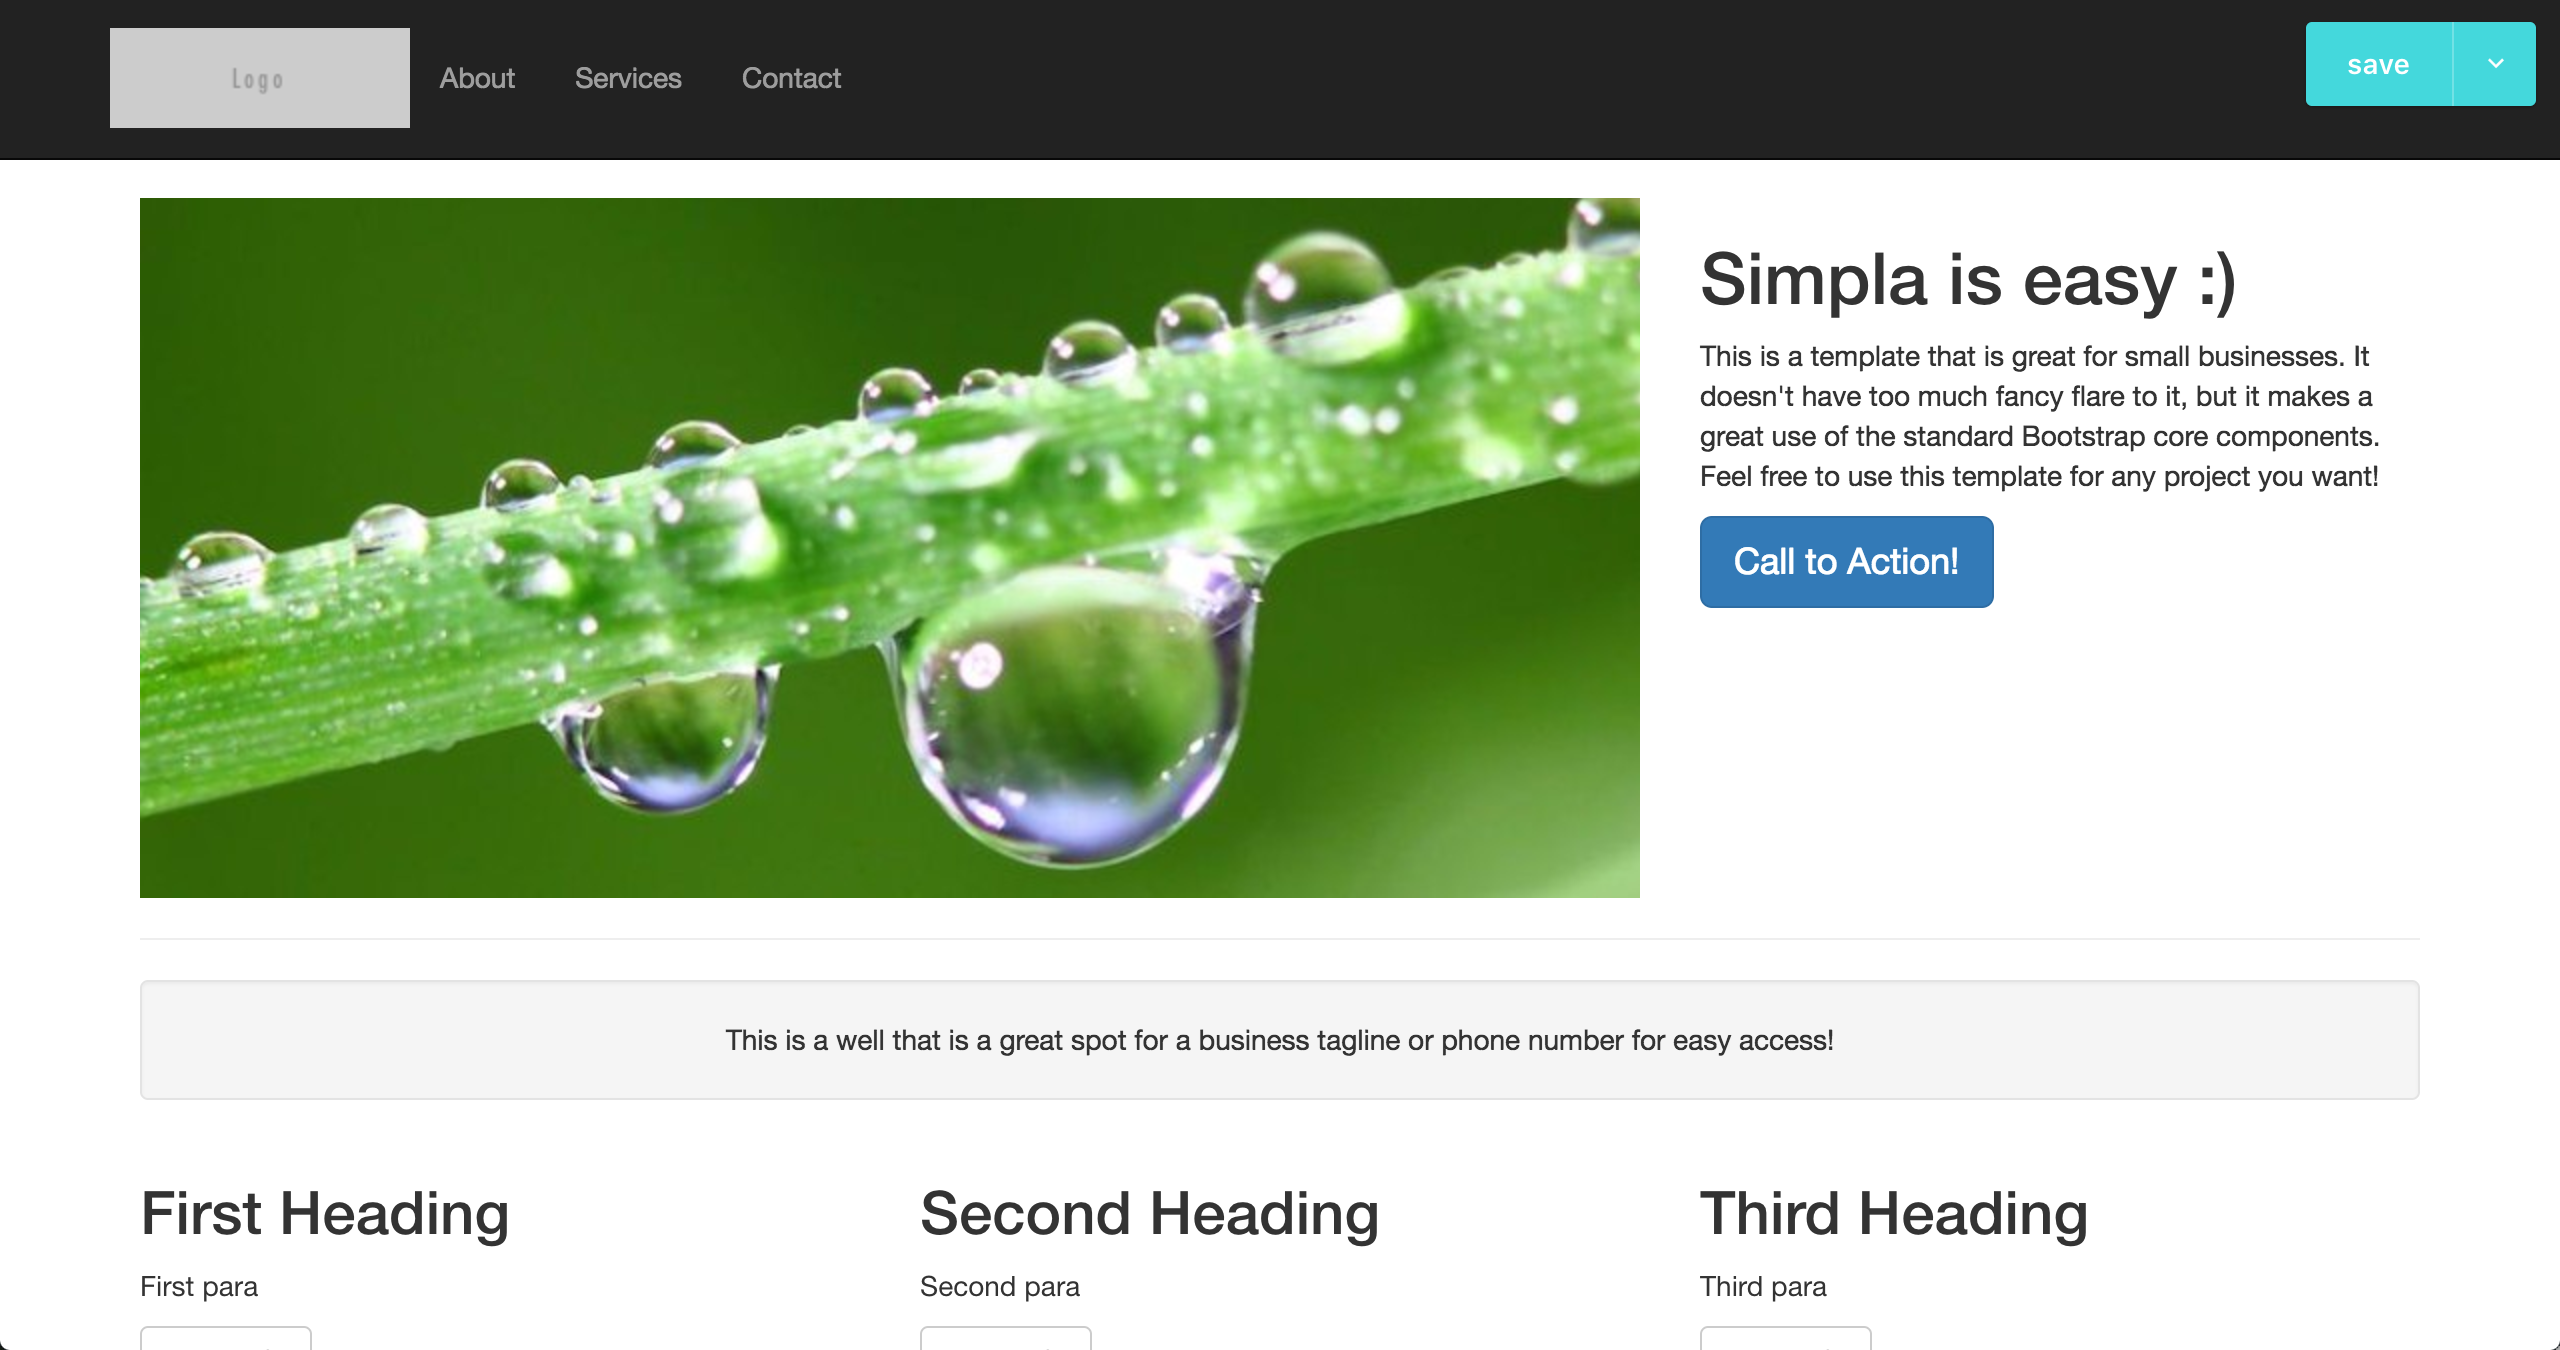 Logo
About
Services
Contact
save
Simpla is easy :)
This is a template that is great for small businesses. It
doesn't have too much fancy flare to it, but it makes a
great use of the standard Bootstrap core components.
Feel free to use this template for any project you want!
Call to Action!
This is a well that is a great spot for a business tagline or phone number for easy access!
First Heading
First para
Second Heading
Second para
Third Heading
Third para